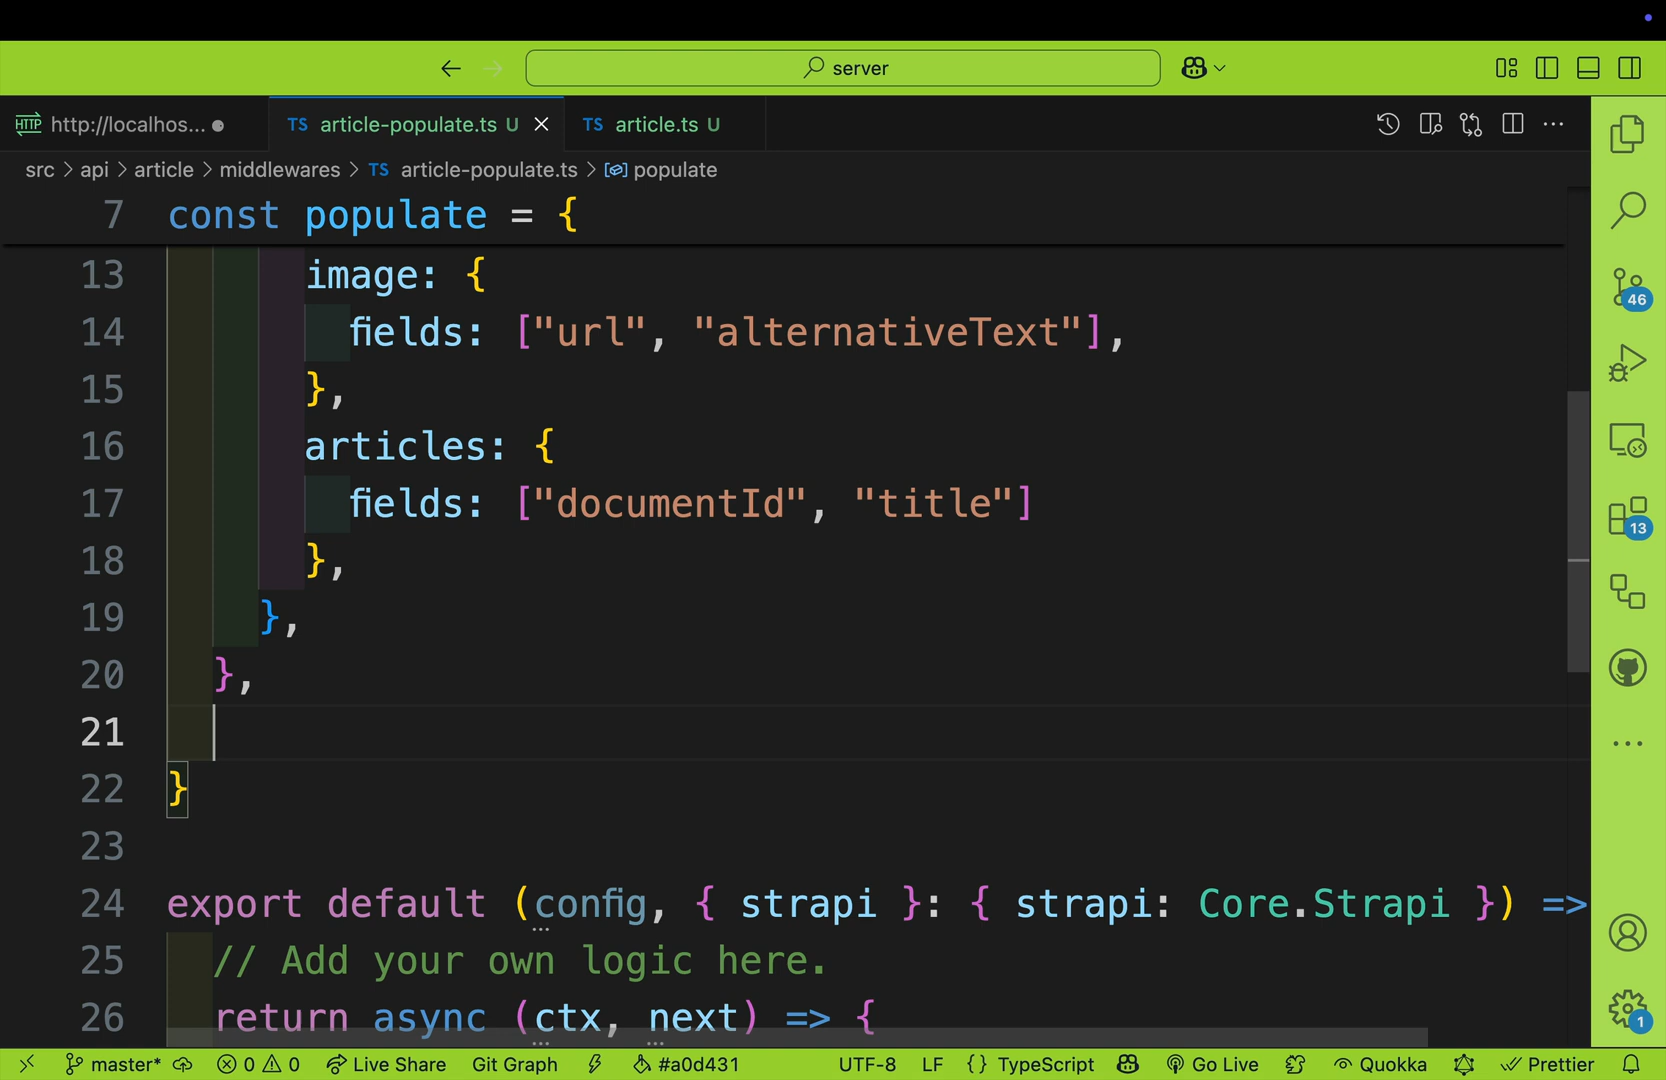 server
HTTP http://localhos... TS article-populate.ts U TS article.ts U
src > api > article > middlewares > TS article-populate.ts > populate
7 const populate = {
13 image: {
14 fields: ["url", "alternativeText"],
15 },
16 articles: {
17 fields: ["documentId", "title"]
18 },
19 },
20 },
21
22 }
23
24 export default (config, { strapi }: { strapi: Core.Strapi }) =>
25 // Add your own logic here.
26 return async (ctx, next) => {
46
13
1
master* 0 0 Live Share Git Graph #a0d431 UTF-8 LF {} TypeScript Go Live Quokka Prettier